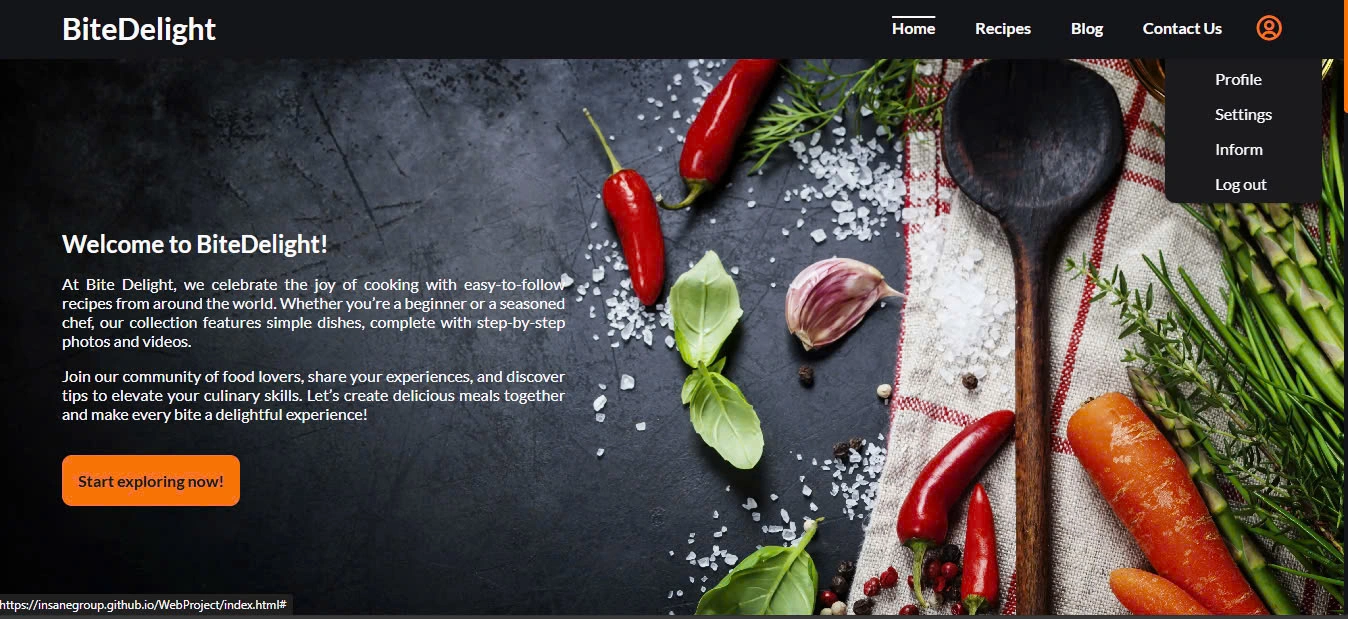 BiteDelight
Home
Recipes
Blog
Contact Us
Profile
Settings
Inform
Log out
Welcome to BiteDelight!
At Bite Delight, we celebrate the joy of cooking with easy-to-follow
recipes from around the world. Whether you’re a beginner or a seasoned
chef, our collection features simple dishes, complete with step-by-step
photos and videos.
Join our community of food lovers, share your experiences, and discover
tips to elevate your culinary skills. Let’s create delicious meals together
and make every bite a delightful experience!
Start exploring now!
https://insanegroup.github.io/WebProject/index.html#